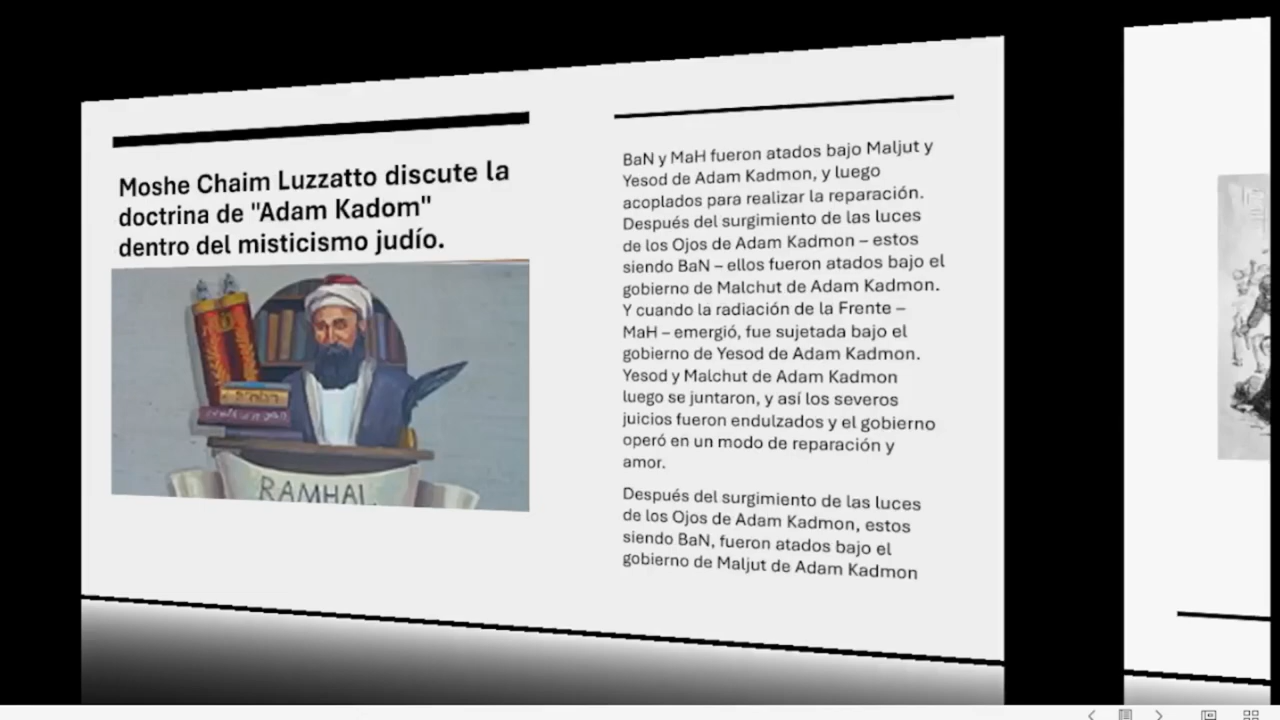 Moshe Chaim Luzzatto discute la
doctrina de "Adam Kadom"
dentro del misticismo judío.
RAMHAL
BaN y MaH fueron atados bajo Maljut y
Yesod de Adam Kadmon, y luego
acoplados para realizar la reparación.
Después del surgimiento de las luces
de los Ojos de Adam Kadmon – estos
siendo BaN – ellos fueron atados bajo el
gobierno de Malchut de Adam Kadmon.
Y cuando la radiación de la Frente –
MaH – emergió, fue sujetada bajo el
gobierno de Yesod de Adam Kadmon.
Yesod y Malchut de Adam Kadmon
luego se juntaron, y así los severos
juicios fueron endulzados y el gobierno
operó en un modo de reparación y
amor.
Después del surgimiento de las luces
de los Ojos de Adam Kadmon, estos
siendo BaN, fueron atados bajo el
gobierno de Maljut de Adam Kadmon